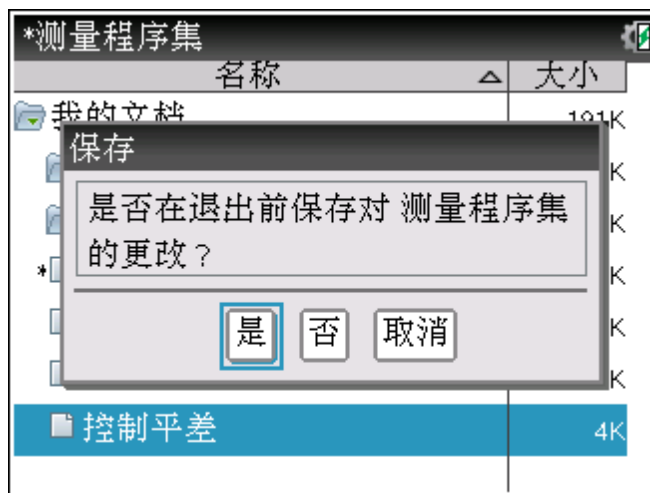 *测量程序集
名称 大小
我的文档 191K
保存
K
是否在退出前保存对 测量程序集
的更改？
K
*
K
是 否 取消
K
K
控制平差 4K